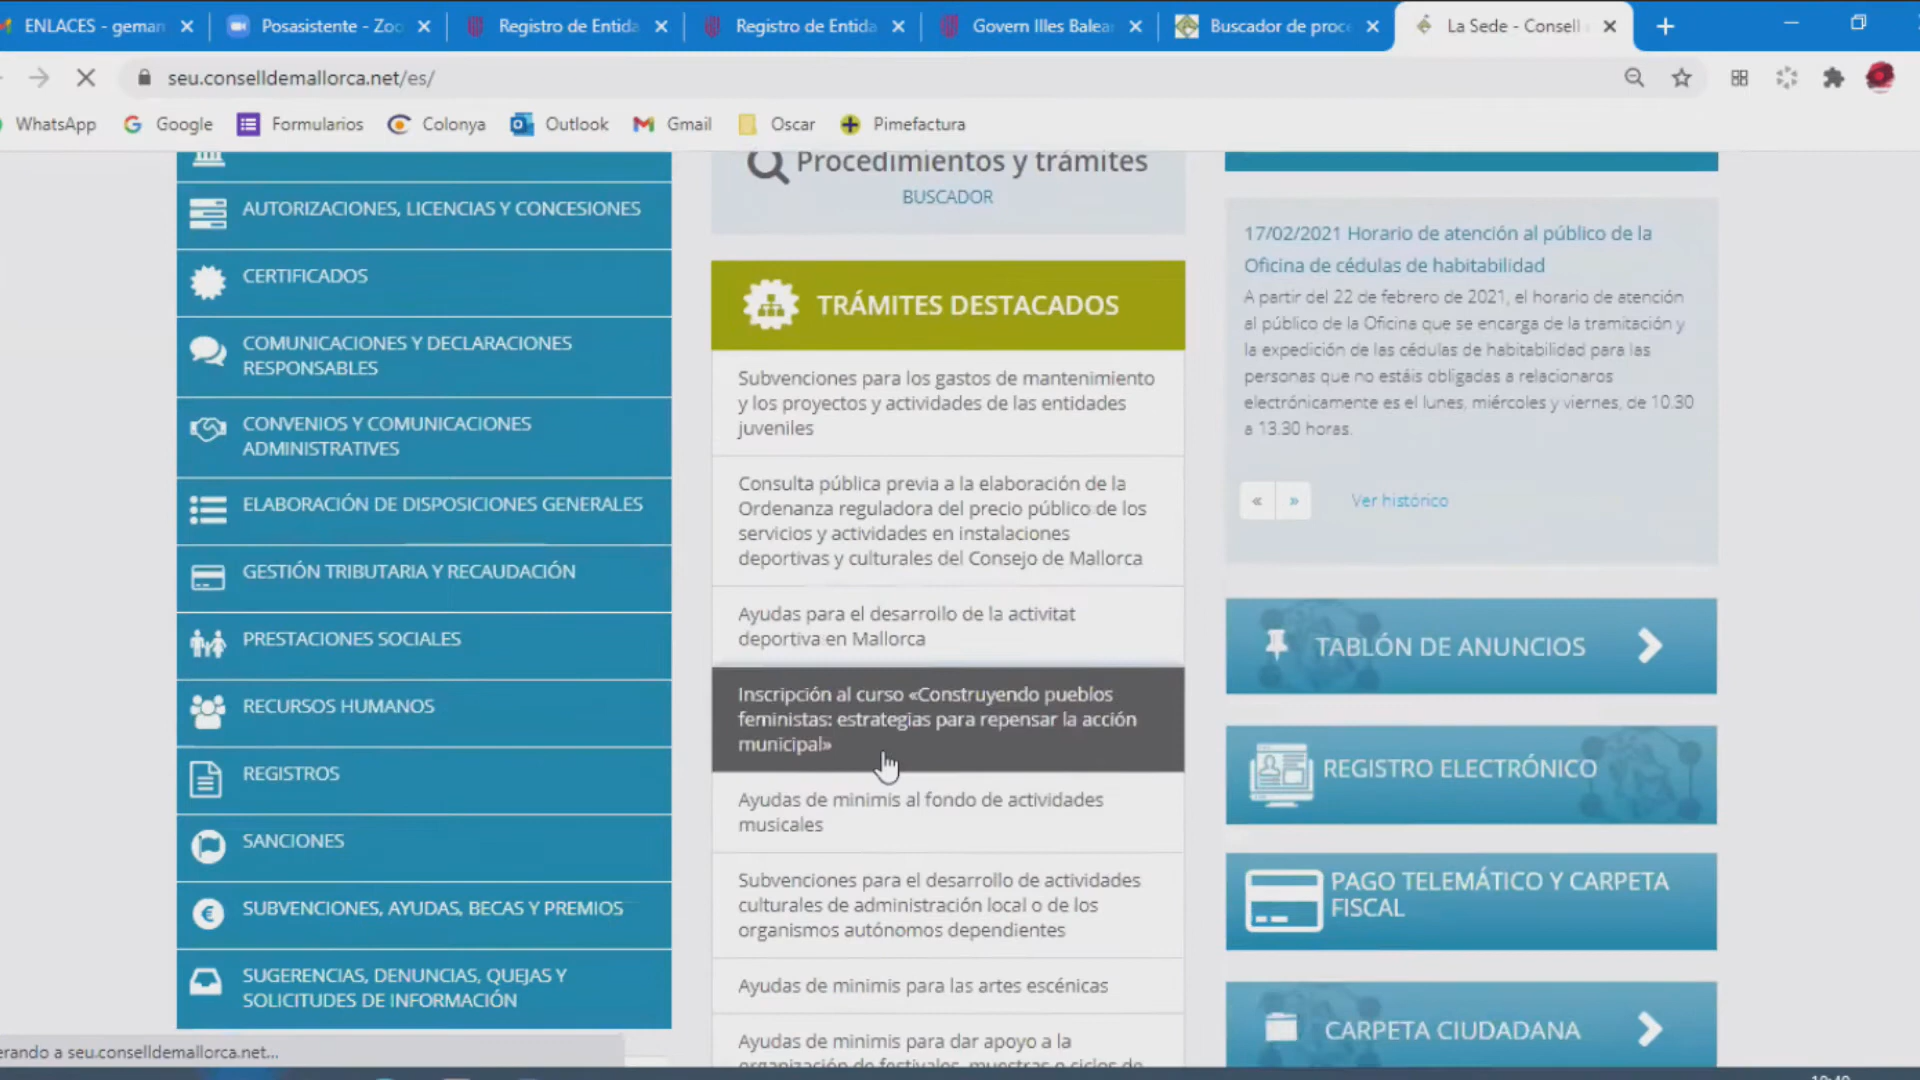 ENLACES - geman
Posasistente - Zoo
Registro de Entida
Registro de Entida
Govern Illes Balea
Buscador de proce
La Sede - Consell
seu.conselldemallorca.net/es/
WhatsApp
Google
Formularios
Colonya
Outlook
Gmail
Oscar
Pimefactura
AUTORIZACIONES, LICENCIAS Y CONCESIONES
CERTIFICADOS
COMUNICACIONES Y DECLARACIONES
RESPONSABLES
CONVENIOS Y COMUNICACIONES
ADMINISTRATIVES
ELABORACIÓN DE DISPOSICIONES GENERALES
GESTIÓN TRIBUTARIA Y RECAUDACIÓN
PRESTACIONES SOCIALES
RECURSOS HUMANOS
REGISTROS
SANCIONES
SUBVENCIONES, AYUDAS, BECAS Y PREMIOS
SUGERENCIAS, DENUNCIAS, QUEJAS Y
SOLICITUDES DE INFORMACIÓN
erando a seu.conselldemallorca.net...
Procedimientos y trámites
BUSCADOR
TRÁMITES DESTACADOS
Subvenciones para los gastos de mantenimiento
y los proyectos y actividades de las entidades
juveniles
Consulta pública previa a la elaboración de la
Ordenanza reguladora del precio público de los
servicios y actividades en instalaciones
deportivas y culturales del Consejo de Mallorca
Ayudas para el desarrollo de la activitat
deportiva en Mallorca
Inscripción al curso «Construyendo pueblos
feministas: estrategias para repensar la acción
municipal»
Ayudas de minimis al fondo de actividades
musicales
Subvenciones para el desarrollo de actividades
culturales de administración local o de los
organismos autónomos dependientes
Ayudas de minimis para las artes escénicas
Ayudas de minimis para dar apoyo a la
organización de festivales, muestras o ciclos de
17/02/2021 Horario de atención al público de la
Oficina de cédulas de habitabilidad
A partir del 22 de febrero de 2021, el horario de atención
al público de la Oficina que se encarga de la tramitación y
la expedición de las cédulas de habitabilidad para las
personas que no estáis obligadas a relacionaros
electrónicamente es el lunes, miércoles y viernes, de 10.30
a 13.30 horas.
« » Ver histórico
TABLÓN DE ANUNCIOS
REGISTRO ELECTRÓNICO
PAGO TELEMÁTICO Y CARPETA
FISCAL
CARPETA CIUDADANA